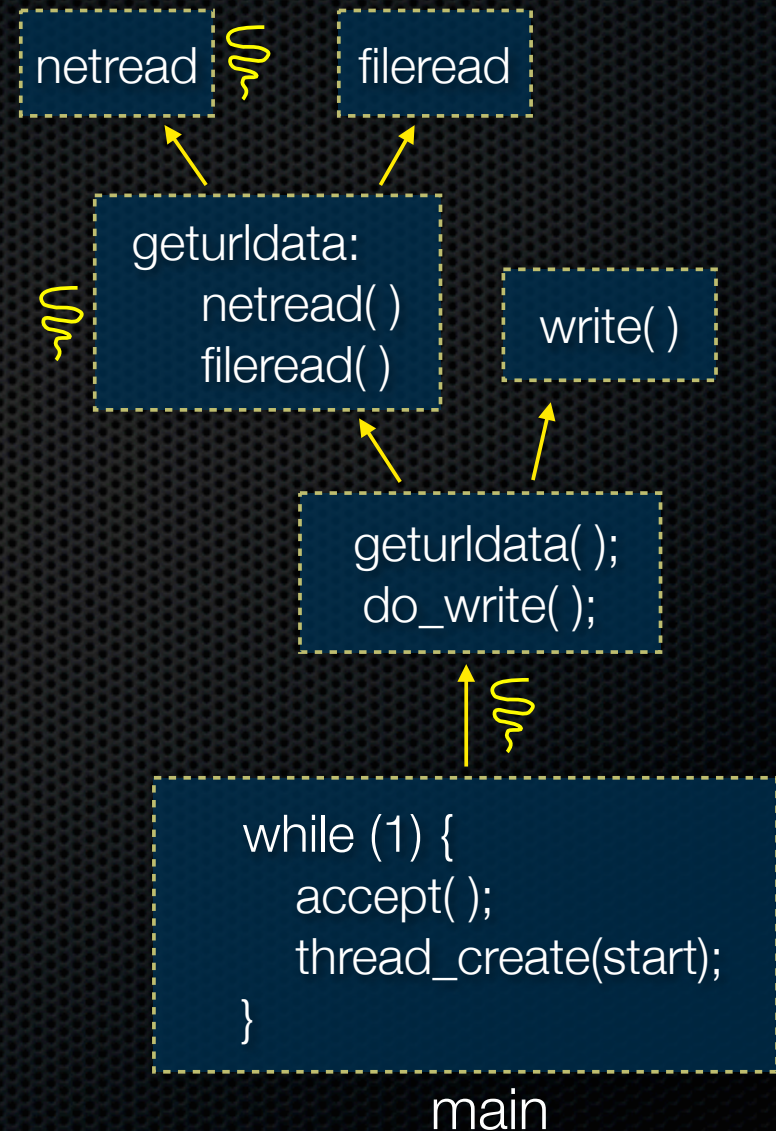 netread
fileread
geturldata:
netread( )
fileread( )
write( )
geturldata( );
do_write( );
while (1) {
accept( );
thread_create(start);
}
main